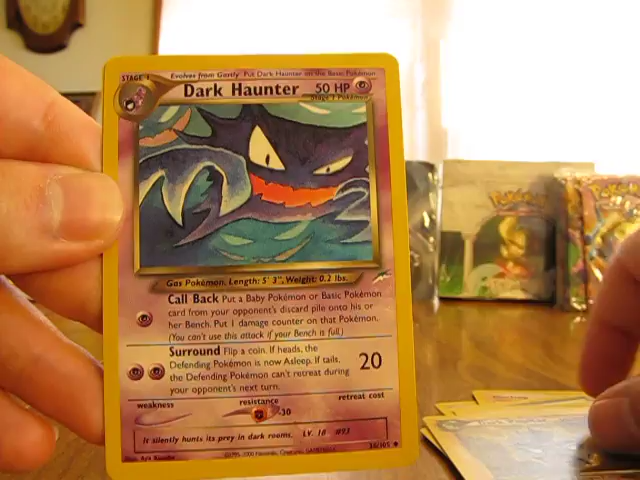 STAGE 1 Evolves from Gastly Put Dark Haunter on the Basic Pokémon
Dark Haunter 50 HP
Stage 1 Pokémon
Gas Pokémon. Length: 5' 3", Weight: 0.2 lbs.
Call Back Put a Baby Pokémon or Basic Pokémon
card from your opponent's discard pile onto his
or her Bench. Put 1 damage counter on that Pokémon.
(You can't use this attack if your Bench is full.)
Surround Flip a coin. If heads, the
Defending Pokémon is now Asleep. If tails,
the Defending Pokémon can't retreat during
your opponent's next turn.
20
weakness resistance retreat cost
-30
It silently hunts its prey in dark rooms. LV. 18 #93
36/105
POKéMON
POKéMON